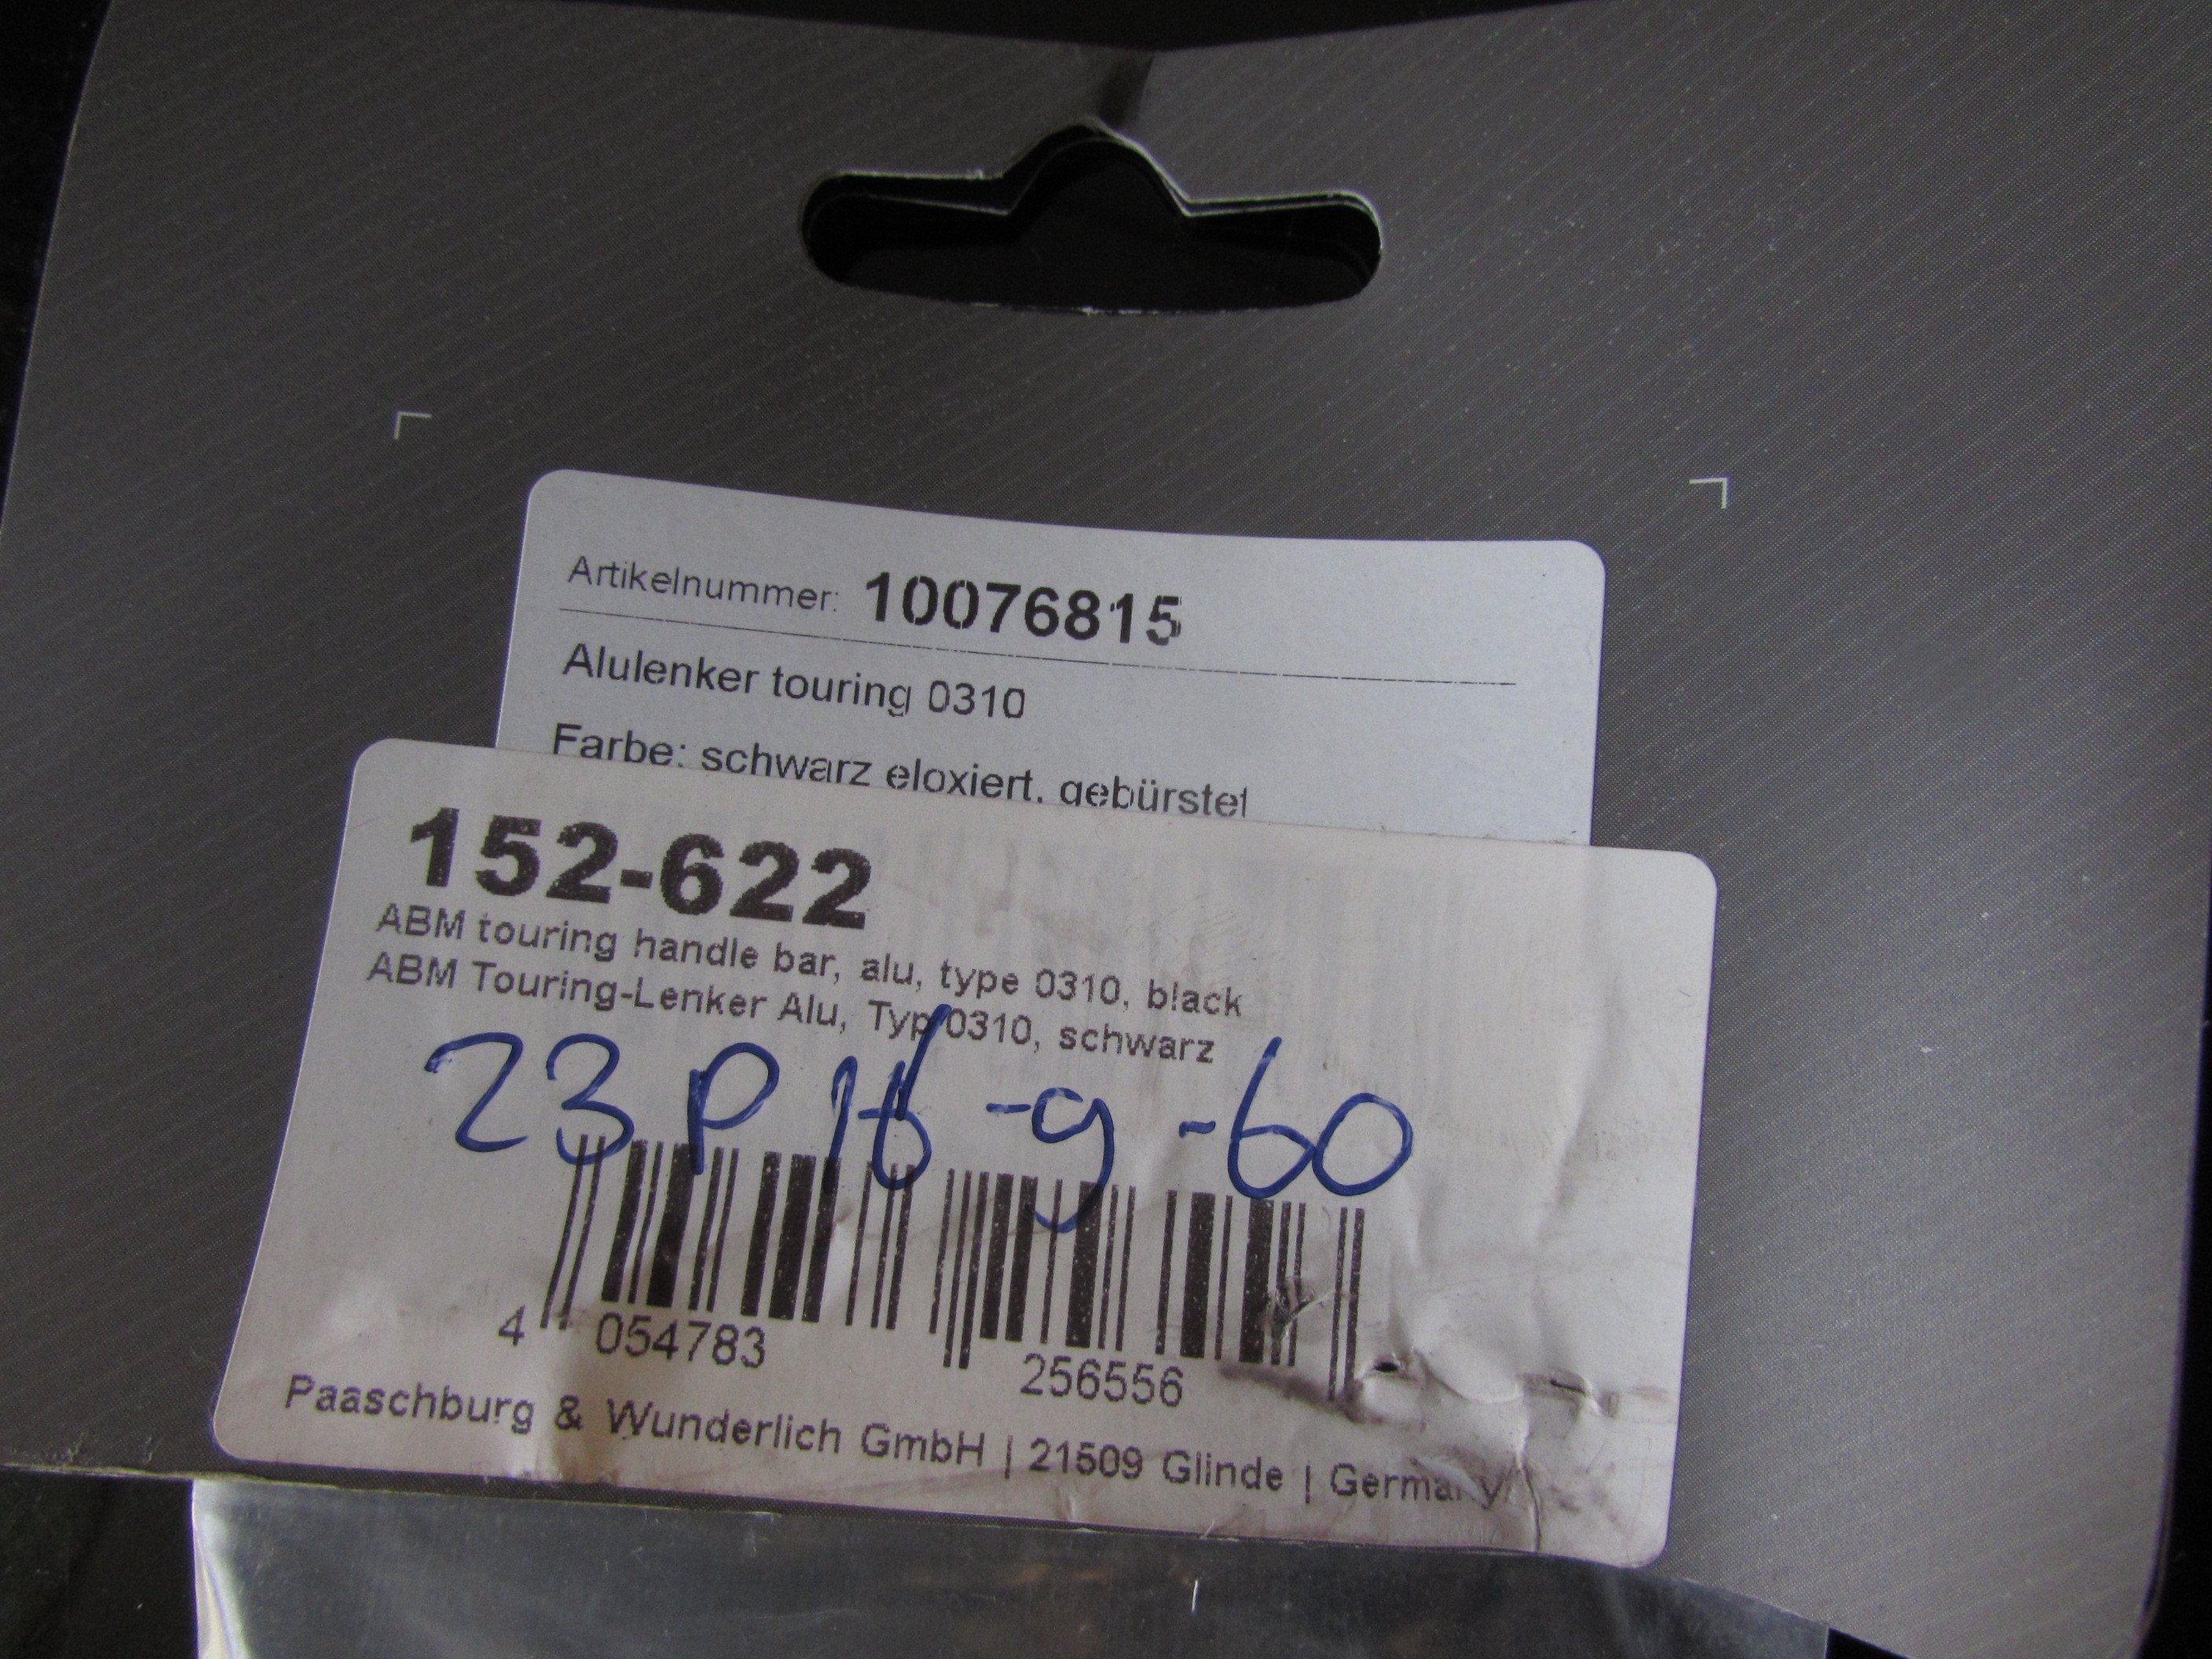 Artikelnummer: 10076815
Alulenker touring 0310
Farbe: schwarz eloxiert, gebürstet
152-622
ABM touring handle bar, alu, type 0310, black
ABM Touring-Lenker Alu, Typ 0310, schwarz
23 P 16 -g -60
4 054783 256556
Paaschburg & Wunderlich GmbH | 21509 Glinde | Germany